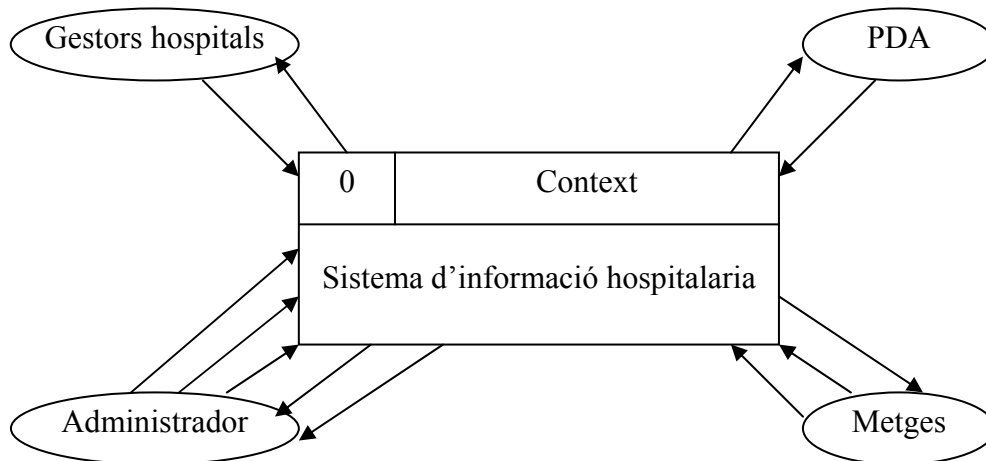 Gestors hospitals
PDA
0
Context
Sistema d’informació hospitalaria
Administrador
Metges